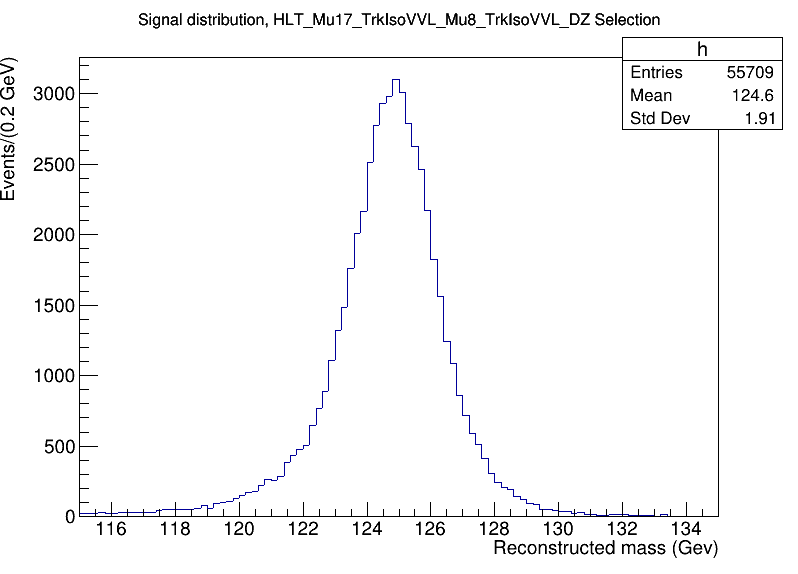 Signal distribution, HLT_Mu17_TrkIsoVVL_Mu8_TrkIsoVVL_DZ Selection
h
Entries 55709
Mean 124.6
Std Dev 1.91
Events/(0.2 GeV)
3000
2500
2000
1500
1000
500
0
116 118 120 122 124 126 128 130 132 134
Reconstructed mass (Gev)